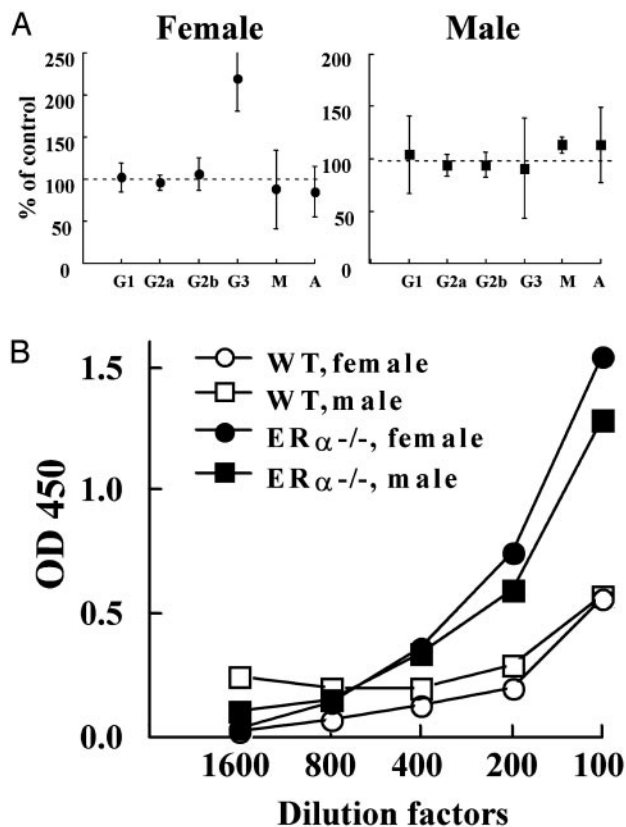 A
Female
Male
% of control
250
200
150
100
50
0
G1 G2a G2b G3 M A
200
150
100
50
0
G1 G2a G2b G3 M A
B
WT, female
WT, male
ERα-/-, female
ERα-/-, male
OD 450
1.5
1.0
0.5
0.0
1600 800 400 200 100
Dilution factors